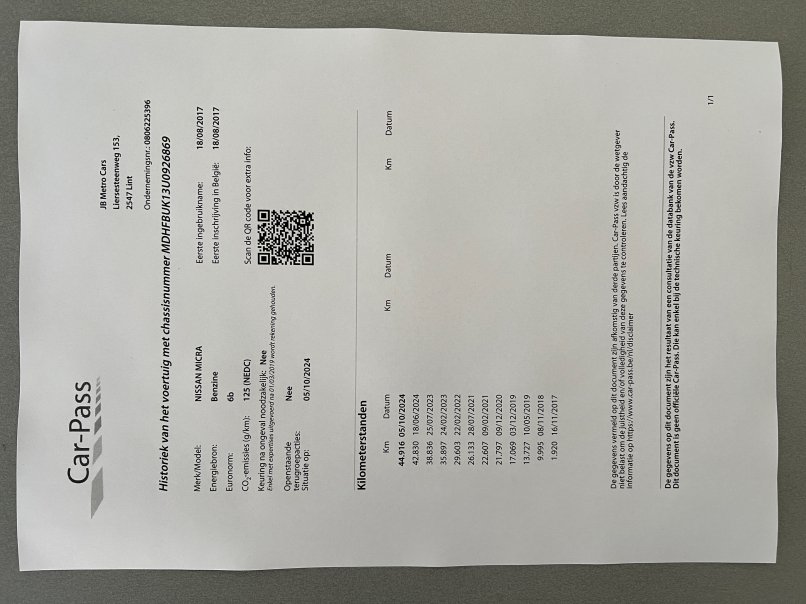 Car-Pass
JB Metro Cars
Liersesteenweg 153,
2547 Lint
Ondernemingsnr.: 0806225396
Historiek van het voertuig met chassisnummer MDHFBUK13U0926869
Merk/Model: NISSAN MICRA
Energiebron: Benzine
Euronorm: 6b
CO₂-emissies (g/km): 125 (NEDC)
Keuring na ongeval noodzakelijk: Nee
Enkel met expertises uitgevoerd na 01/03/2019 wordt rekening gehouden.
Openstaande Nee
terugroepacties:
Situatie op: 05/10/2024
Eerste ingebruikname: 18/08/2017
Eerste inschrijving in België: 18/08/2017
Scan de QR code voor extra info:
Kilometerstanden
Km Datum Km Datum Km Datum
44.916 05/10/2024
42.830 18/06/2024
38.836 25/07/2023
35.897 24/02/2023
29.603 22/02/2022
26.133 28/07/2021
22.607 09/02/2021
21.797 09/12/2020
17.069 03/12/2019
13.727 10/05/2019
9.995 08/11/2018
1.920 16/11/2017
De gegevens vermeld op dit document zijn afkomstig van derde partijen. Car-Pass vzw is door de wetgever
niet belast om de juistheid en/of volledigheid van deze gegevens te controleren. Lees aandachtig de
informatie op https://www.car-pass.be/nl/disclaimer
De gegevens op dit document zijn het resultaat van een consultatie van de databank van de vzw Car-Pass.
Dit document is geen officiële Car-Pass. Die kan enkel bij de technische keuring bekomen worden.
1/1